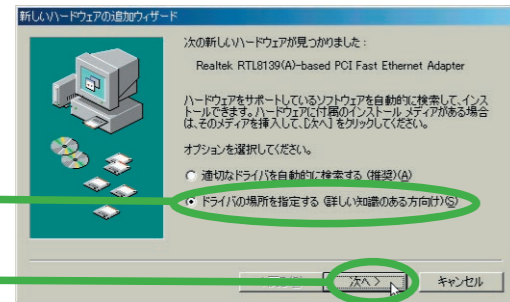 新しいハードウェアの追加ウィザード
次の新しいハードウェアが見つかりました :
Realtek RTL8139(A)-based PCI Fast Ethernet Adapter
ハードウェアをサポートしているソフトウェアを自動的に検索して、インス
トールできます。ハードウェアに付属のインストール メディアがある場合
は、そのメディアを挿入して、[次へ] をクリックしてください。
オプションを選択してください。
適切なドライバを自動的に検索する (推奨)(A)
ドライバの場所を指定する (詳しい知識のある方向け)(S)
次へ >
キャンセル